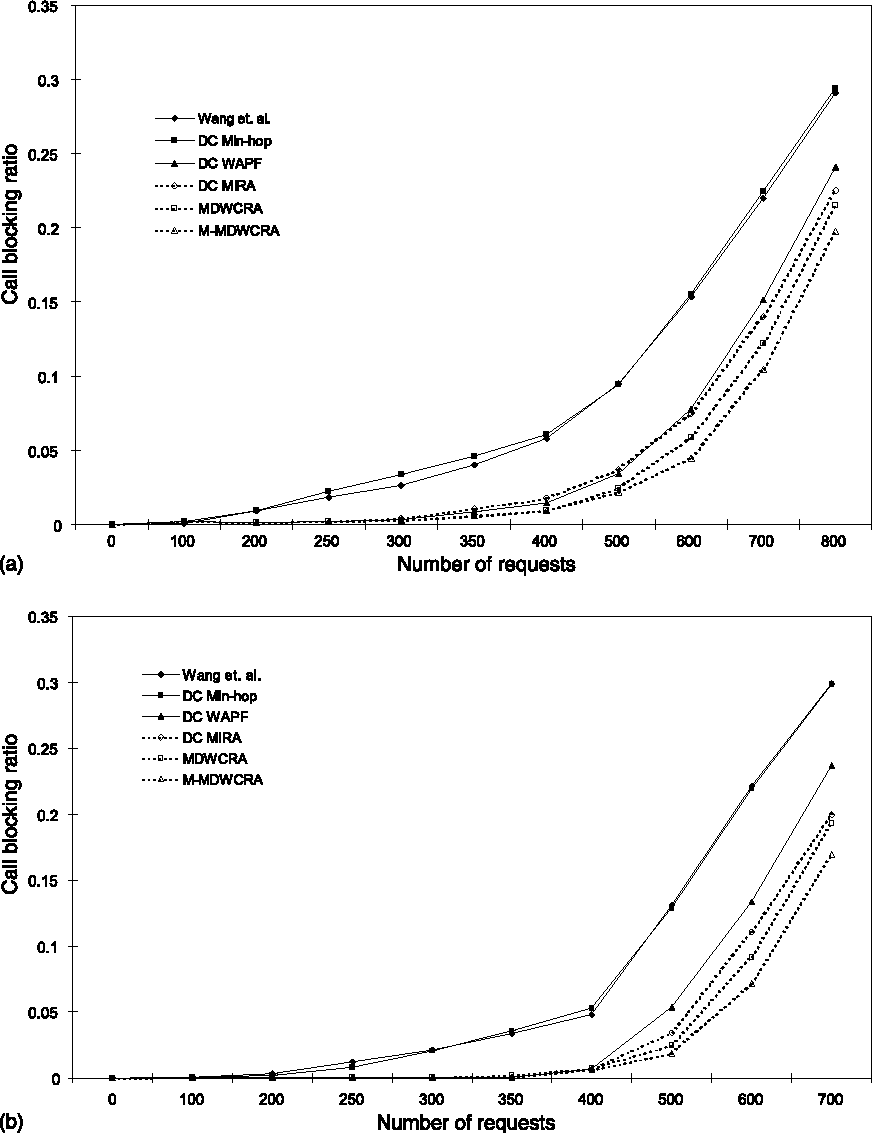 0.35
0.3
0.25
0.2
0.15
0.1
0.05
0
Call blocking ratio
Wang et. al.
DC Min-hop
DC WAPF
DC MIRA
MDWCRA
M-MDWCRA
0 100 200 250 300 350 400 500 600 700 800
(a)
Number of requests
0.35
0.3
0.25
0.2
0.15
0.1
0.05
0
Call blocking ratio
Wang et. al.
DC Min-hop
DC WAPF
DC MIRA
MDWCRA
M-MDWCRA
0 100 200 250 300 350 400 500 600 700
(b)
Number of requests